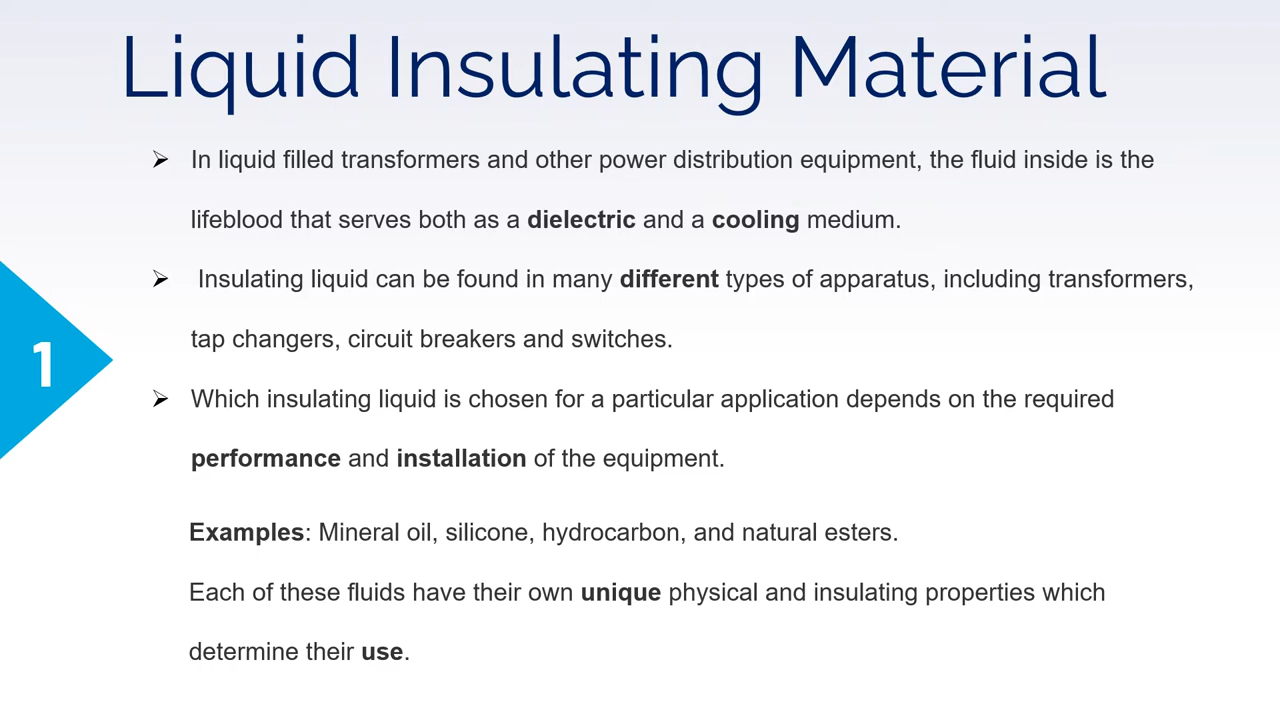 Liquid Insulating Material
➢ In liquid filled transformers and other power distribution equipment, the fluid inside is the
lifeblood that serves both as a dielectric and a cooling medium.
➢ Insulating liquid can be found in many different types of apparatus, including transformers,
tap changers, circuit breakers and switches.
1
➢ Which insulating liquid is chosen for a particular application depends on the required
performance and installation of the equipment.
Examples: Mineral oil, silicone, hydrocarbon, and natural esters.
Each of these fluids have their own unique physical and insulating properties which
determine their use.